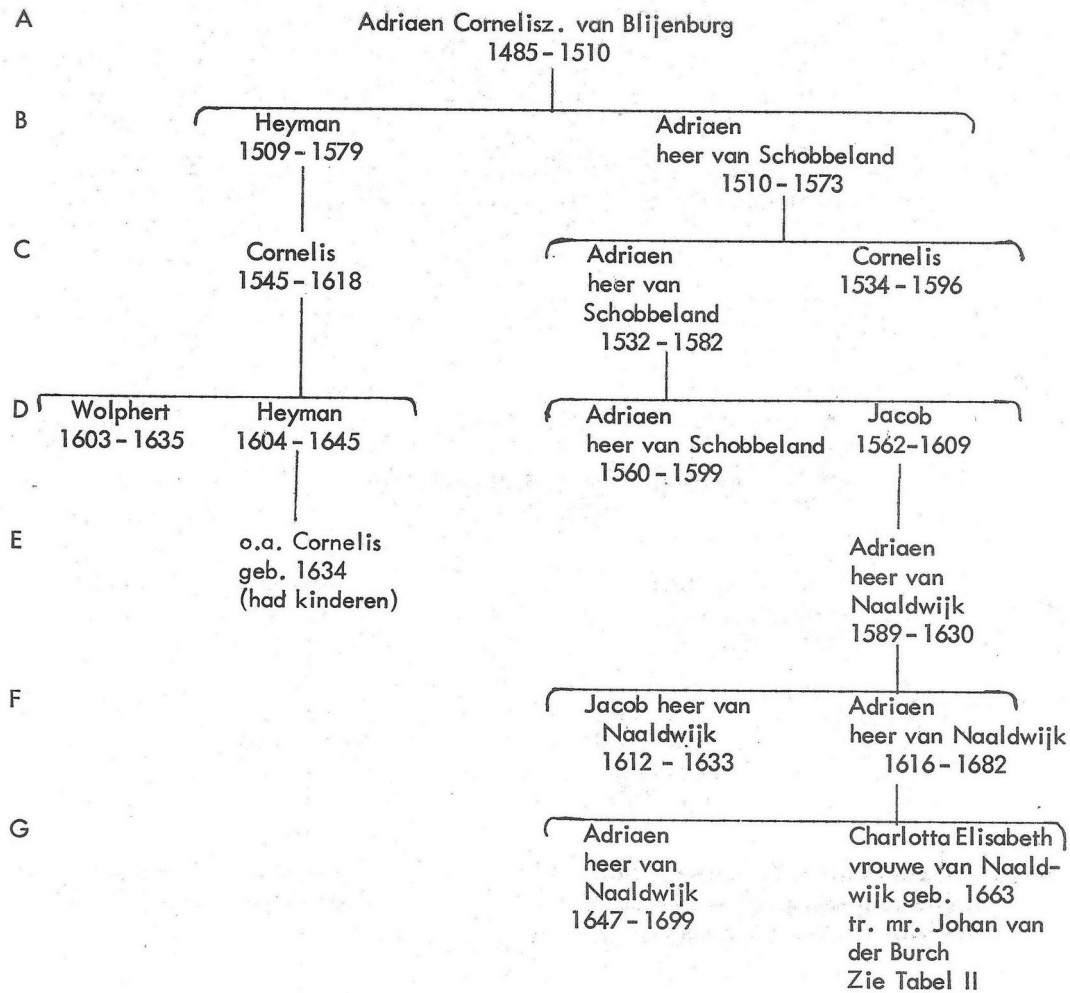 A
Adriaen Cornelisz. van Blijenburg
1485-1510
B
Heyman
1509-1579
Adriaen
heer van Schobbeland
1510-1573
C
Cornelis
1545-1618
Adriaen
heer van
Schobbeland
1532-1582
Cornelis
1534-1596
D
Wolphert
1603-1635
Heyman
1604-1645
Adriaen
heer van Schobbeland
1560-1599
Jacob
1562-1609
E
o.a. Cornelis
geb. 1634
(had kinderen)
Adriaen
heer van
Naaldwijk
1589-1630
F
Jacob heer van
Naaldwijk
1612 - 1633
Adriaen
heer van Naaldwijk
1616-1682
G
Adriaen
heer van
Naaldwijk
1647-1699
Charlotta Elisabeth
vrouwe van Naald-
wijk geb. 1663
tr. mr. Johan van
der Burch
Zie Tabel II